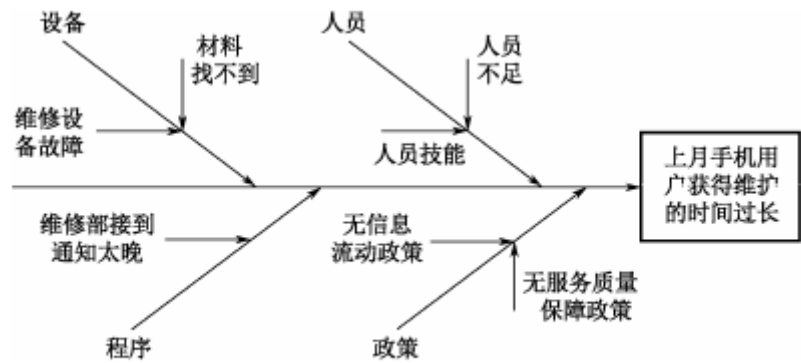 设备
人员
材料
找不到
人员
不足
维修设
备故障
人员技能
上月手机用
户获得维护
的时间过长
维修部接到
通知太晚
无信息
流动政策
无服务质量
保障政策
程序
政策